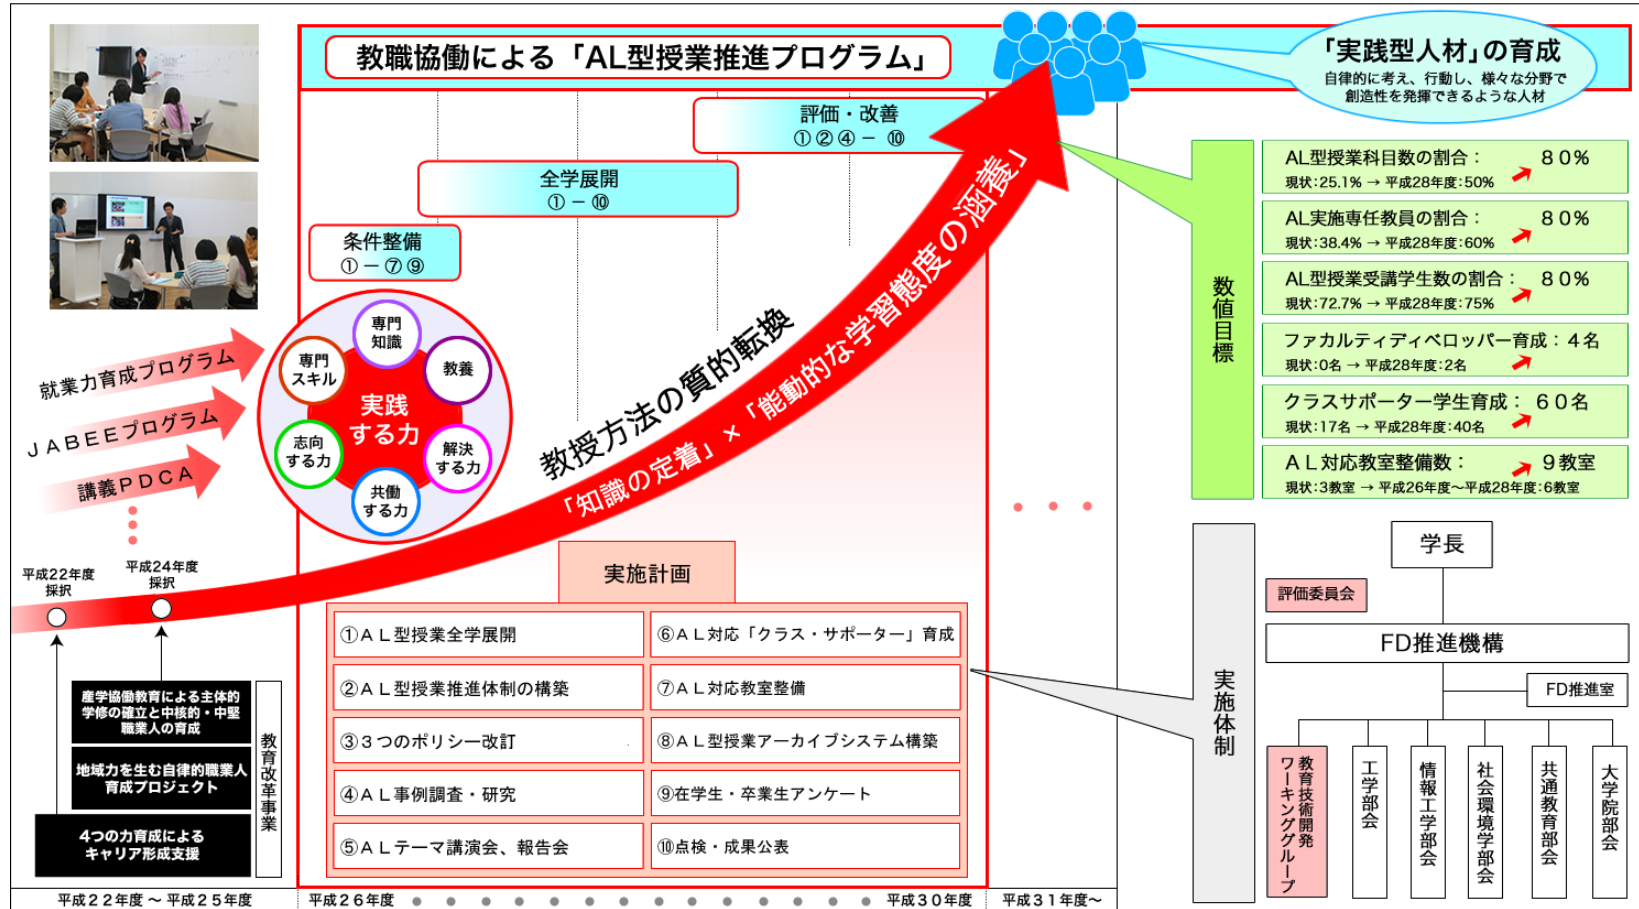 教職協働による「AL型授業推進プログラム」
「実践型人材」の育成
自律的に考え、行動し、様々な分野で
創造性を発揮できるような人材
評価・改善
①②④－⑩
全学展開
①－⑩
条件整備
①－⑦⑨
専門
知識
専門
スキル
教養
実践
する力
志向
する力
解決
する力
共働
する力
就業力育成プログラム
ＪＡＢＥＥプログラム
講義ＰＤＣＡ
教授方法の質的転換
「知識の定着」×「能動的な学習態度の涵養」
平成22年度
採択
平成24年度
採択
産学協働教育による主体的
学修の確立と中核的・中堅
職業人の育成
地域力を生む自律的職業人
育成プロジェクト
4つの力育成による
キャリア形成支援
教育改革事業
実施計画
①ＡＬ型授業全学展開
②ＡＬ型授業推進体制の構築
③３つのポリシー改訂
④ＡＬ事例調査・研究
⑤ＡＬテーマ講演会、報告会
⑥ＡＬ対応「クラス・サポーター」育成
⑦ＡＬ対応教室整備
⑧ＡＬ型授業アーカイブシステム構築
⑨在学生・卒業生アンケート
⑩点検・成果公表
数値目標
AL型授業科目数の割合： ８０%
現状：25.1% → 平成28年度：50%
AL実施専任教員の割合： ８０%
現状：38.4% → 平成28年度：60%
AL型授業受講学生数の割合： ８０%
現状：72.7% → 平成28年度：75%
ファカルティディベロッパー育成：４名
現状：0名 → 平成28年度：2名
クラスサポーター学生育成： ６０名
現状：17名 → 平成28年度：40名
ＡＬ対応教室整備数： ９教室
現状：3教室 → 平成26年度～平成28年度：6教室
実施体制
学長
評価委員会
FD推進機構
FD推進室
教育技術開発
ワーキンググループ
工学部会
情報工学部会
社会環境学部会
共通教育部会
大学院部会
平成２２年度 ～ 平成２５年度
平成２６年度
平成３０年度
平成３１年度～